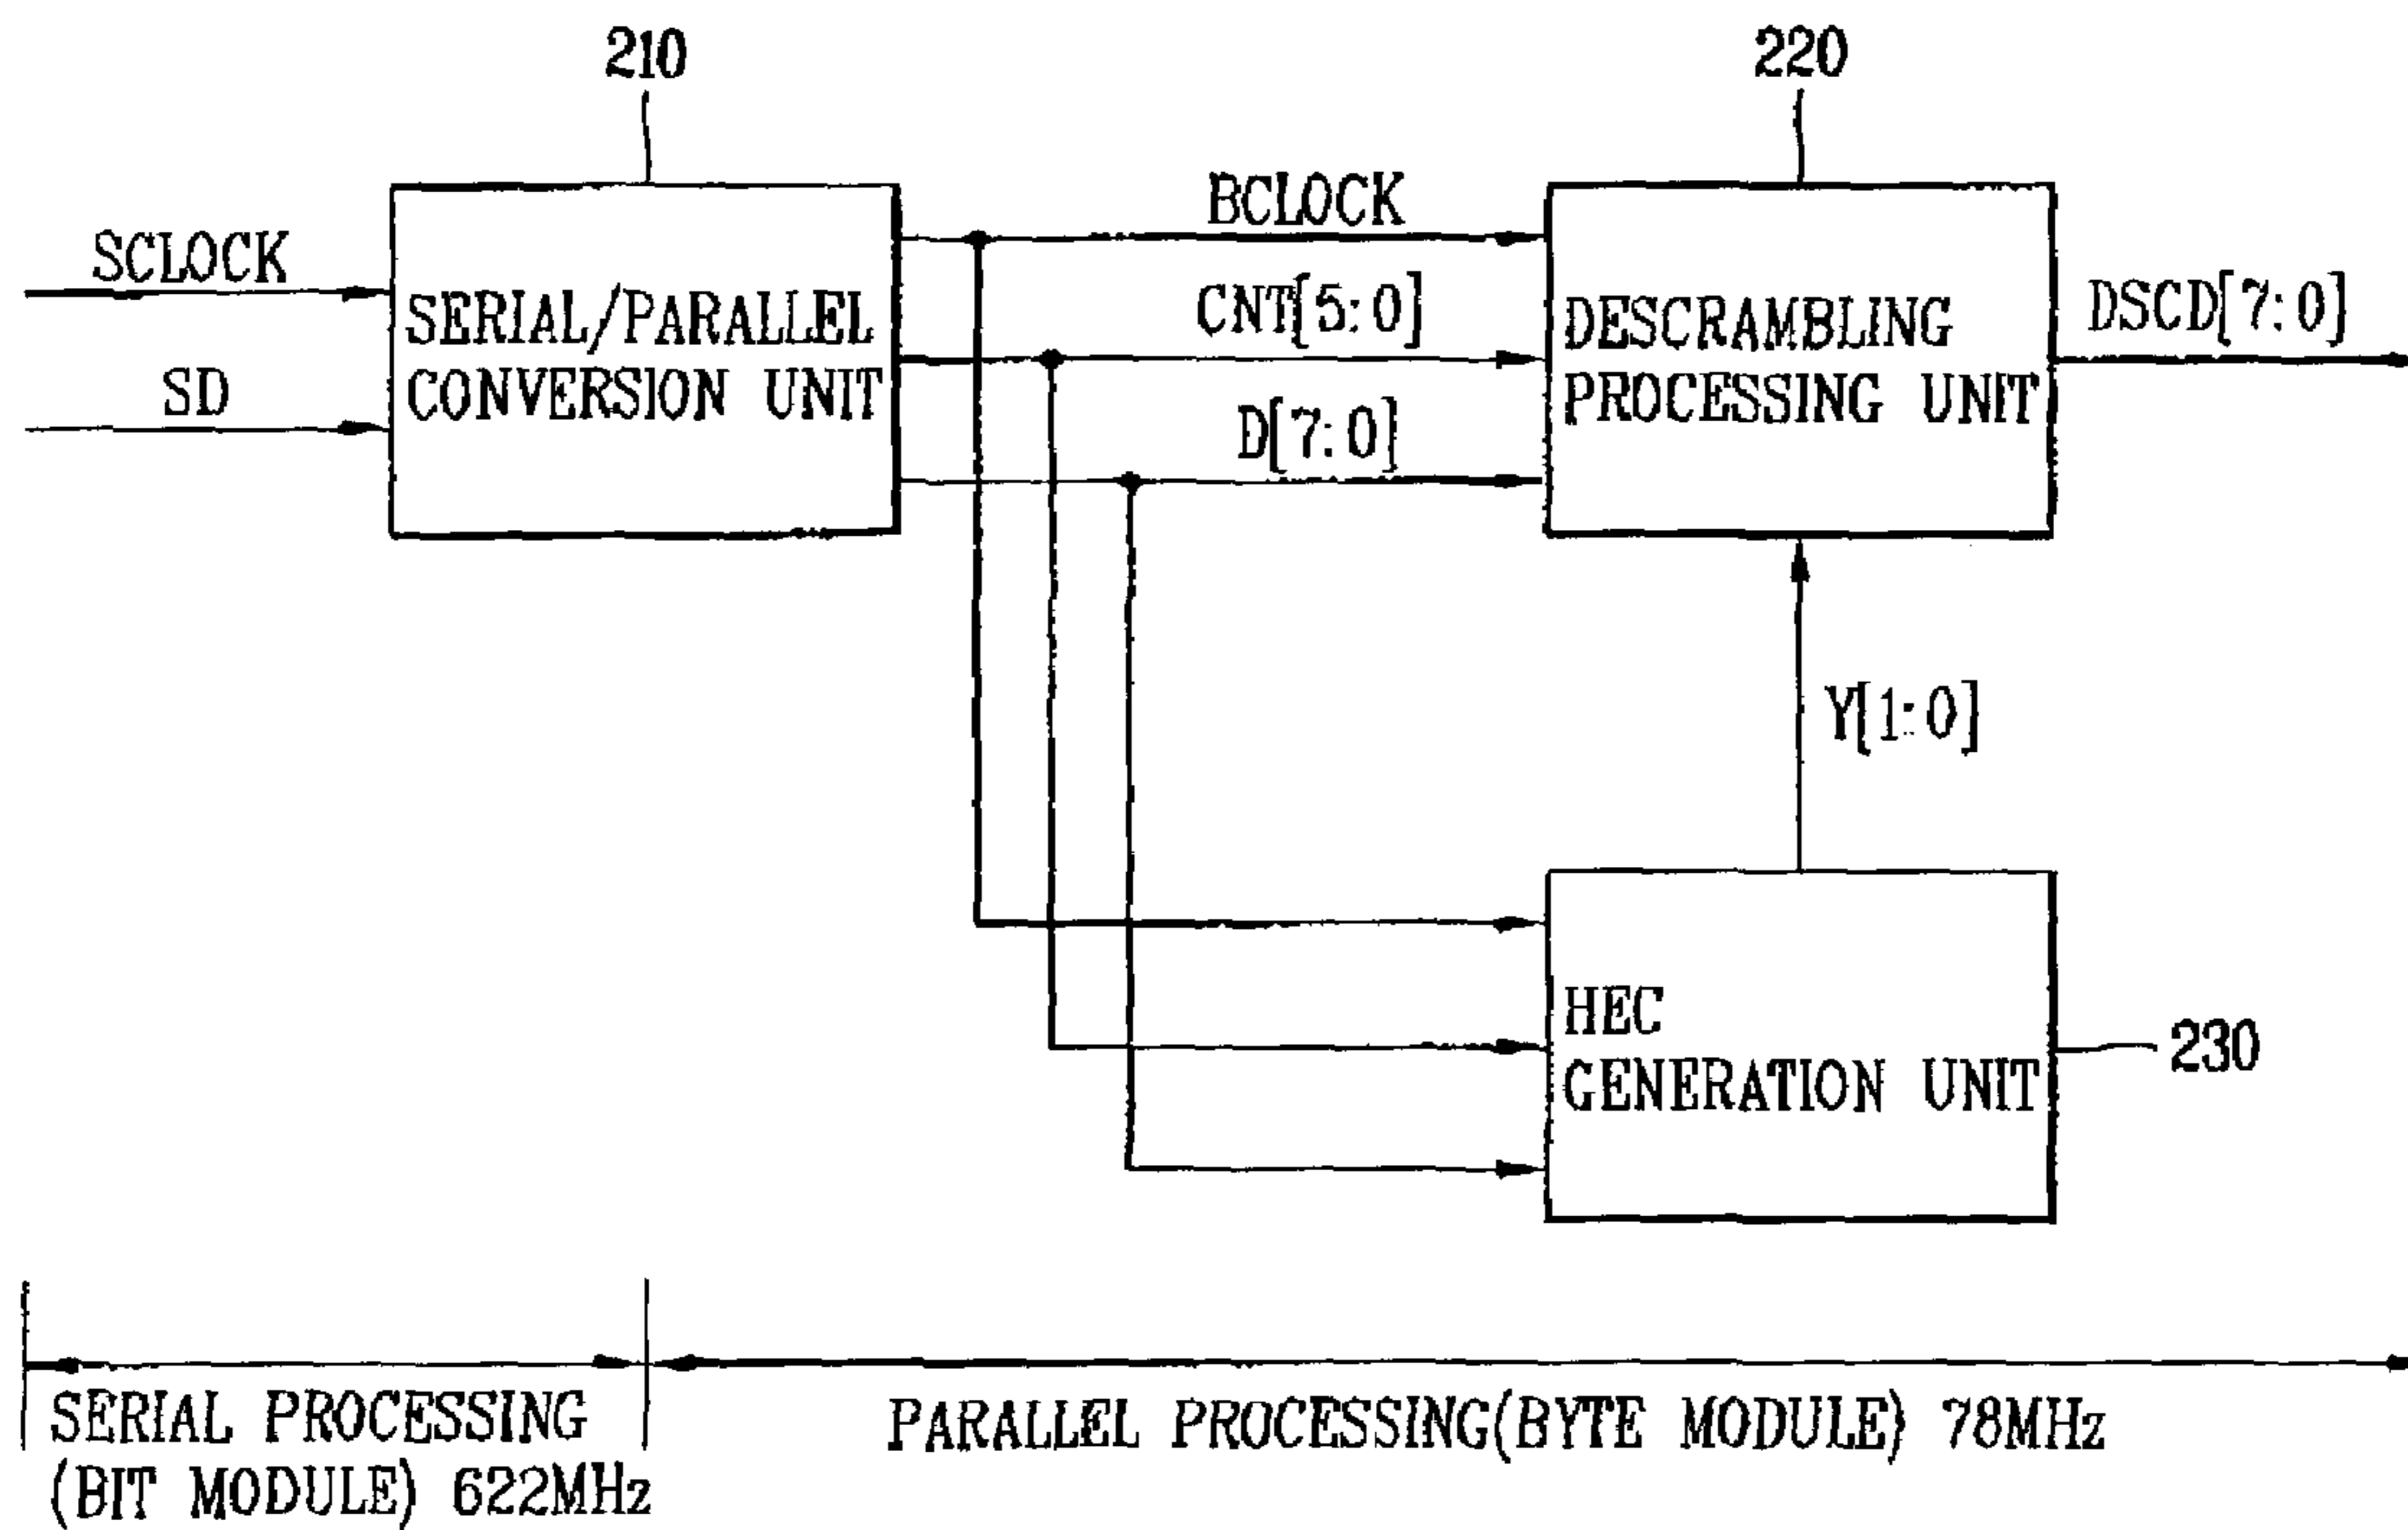 210
220
SCLOCK
SD
SERIAL/PARALLEL
CONVERSION UNIT
BCLOCK
CNT[5:0]
D[7:0]
DESCRAMBLING
PROCESSING UNIT
DSCD[7:0]
Y[1:0]
HEC
GENERATION UNIT
230
SERIAL PROCESSING
(BIT MODULE) 622MHz
PARALLEL PROCESSING(BYTE MODULE) 78MHz